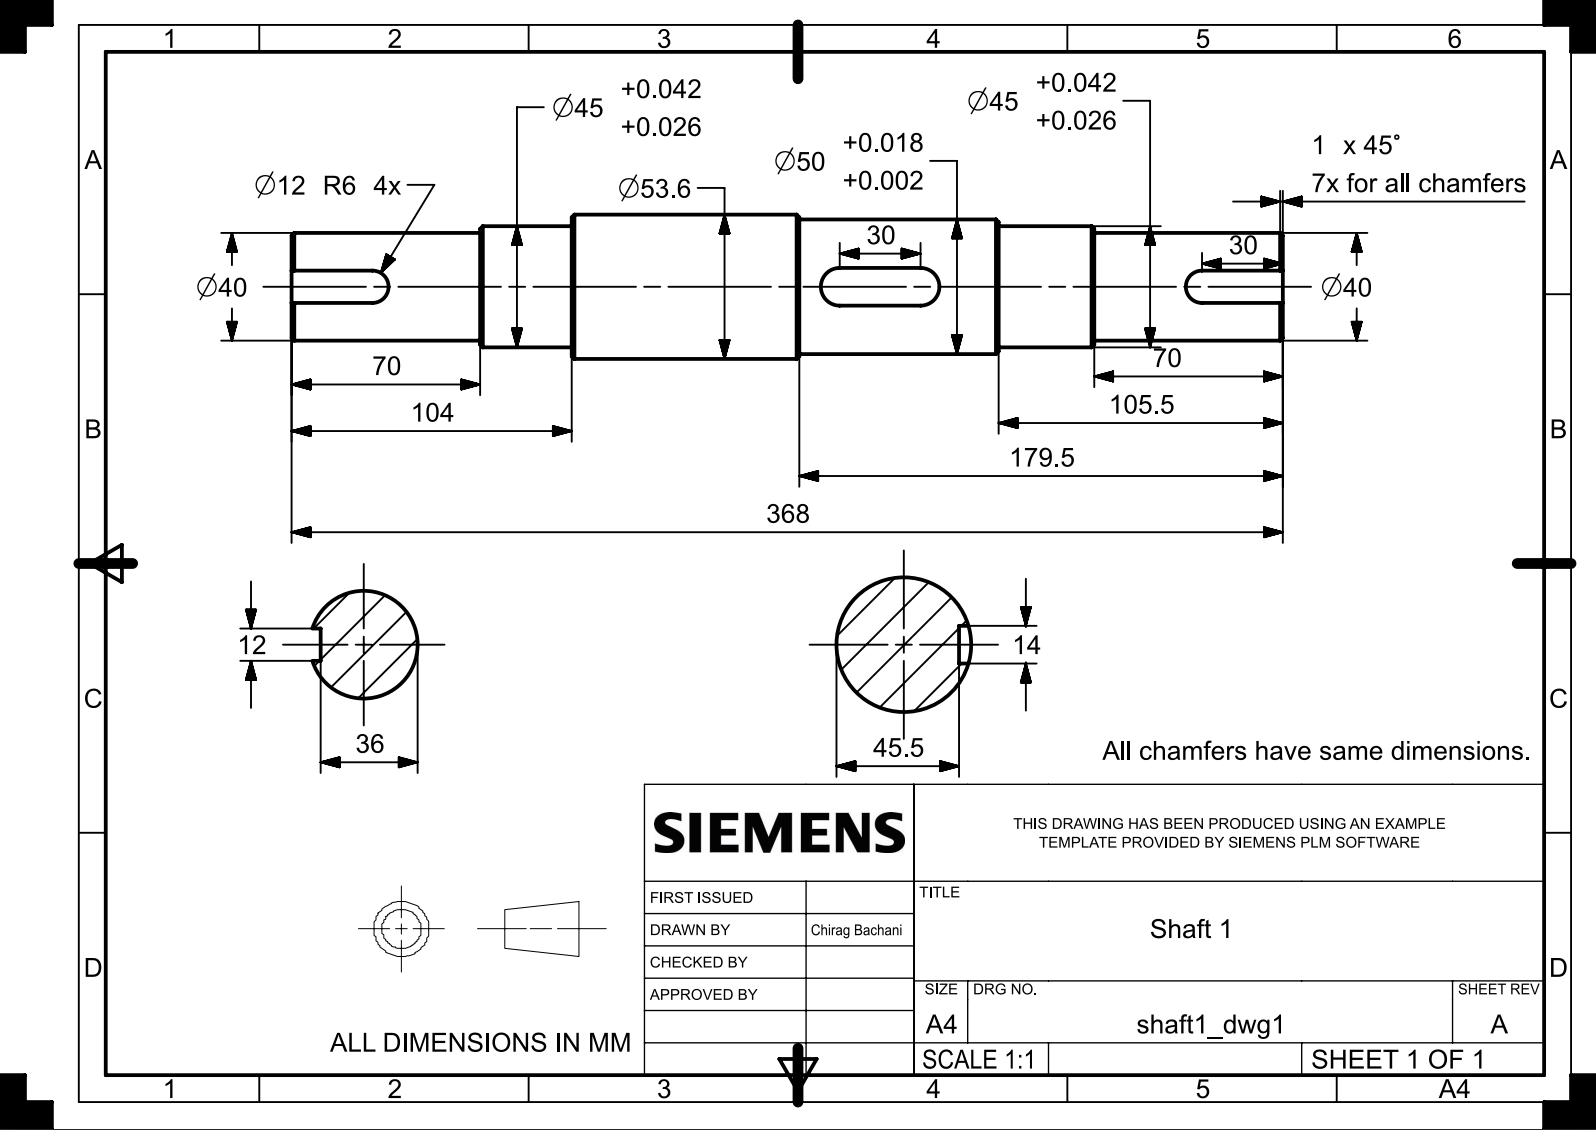 1 2 3 4 5 6
A A
B B
C C
D D
∅45 +0.042
+0.026
∅45 +0.042
+0.026
∅50 +0.018
+0.002
1 x 45°
7x for all chamfers
∅12 R6 4x
∅53.6
30
30
∅40
∅40
70
70
104
105.5
179.5
368
12
14
36
45.5
All chamfers have same dimensions.
SIEMENS
THIS DRAWING HAS BEEN PRODUCED USING AN EXAMPLE
TEMPLATE PROVIDED BY SIEMENS PLM SOFTWARE
FIRST ISSUED
DRAWN BY Chirag Bachani
CHECKED BY
APPROVED BY
TITLE
Shaft 1
SIZE DRG NO. SHEET REV
A4 shaft1_dwg1 A
SCALE 1:1 SHEET 1 OF 1
ALL DIMENSIONS IN MM
1 2 3 4 5 A4